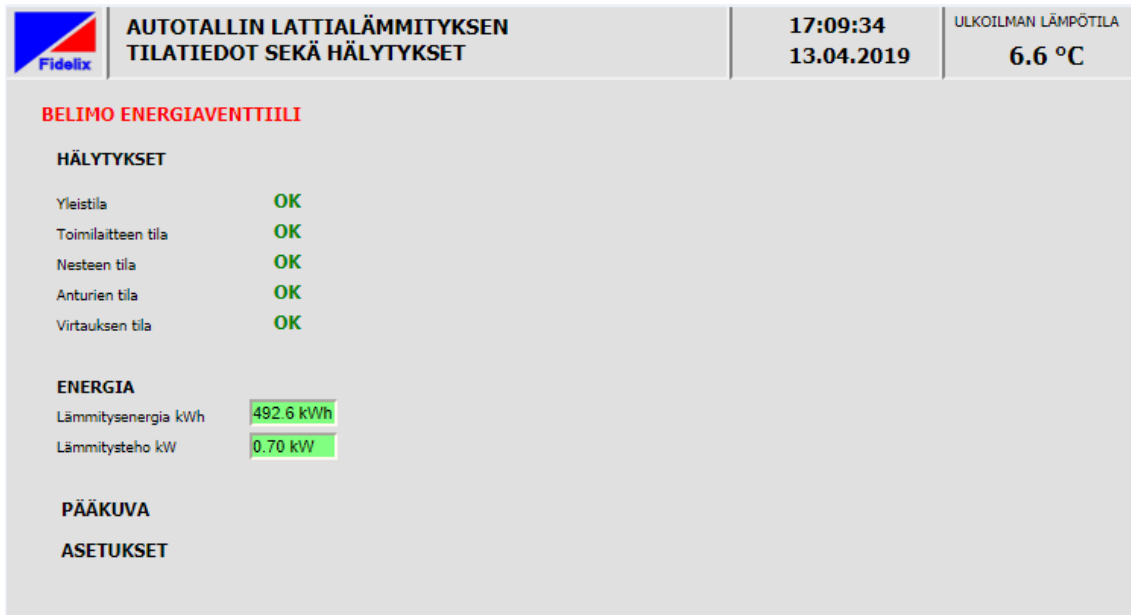 Fidelix
AUTOTALLIN LATTIALÄMMITYKSEN
TILATIEDOT SEKÄ HÄLYTYKSET
17:09:34
13.04.2019
ULKOILMAN LÄMPÖTILA
6.6 °C
BELIMO ENERGIAVENTTIILI
HÄLYTYKSET
Yleistila OK
Toimilaitteen tila OK
Nesteen tila OK
Anturien tila OK
Virtauksen tila OK
ENERGIA
Lämmitysenergia kWh 492.6 kWh
Lämmitysteho kW 0.70 kW
PÄÄKUVA
ASETUKSET